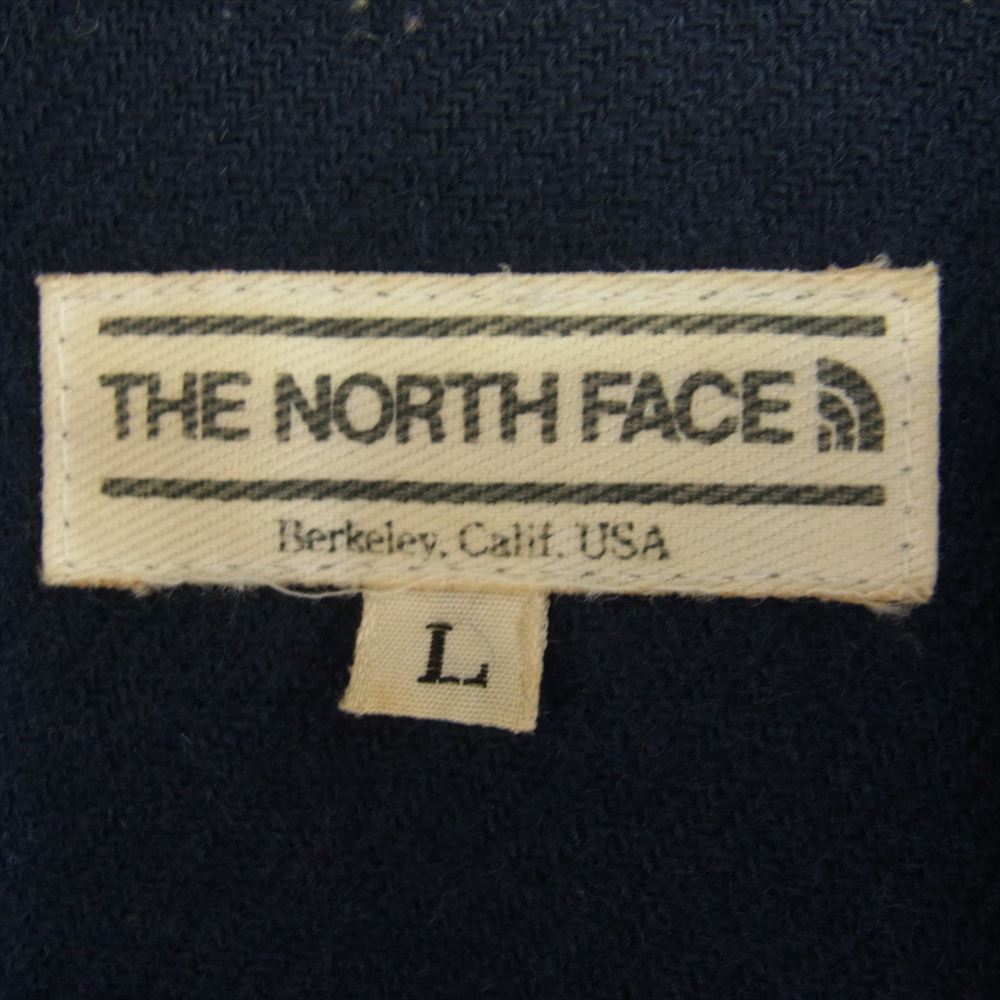 THE NORTH FACE
Berkeley, Calif. USA
L